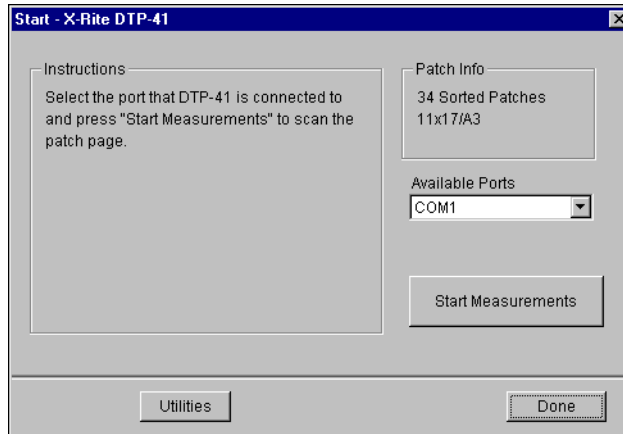 Start - X-Rite DTP-41
Instructions
Select the port that DTP-41 is connected to
and press "Start Measurements" to scan the
patch page.
Patch Info
34 Sorted Patches
11x17/A3
Available Ports
COM1
Start Measurements
Utilities
Done